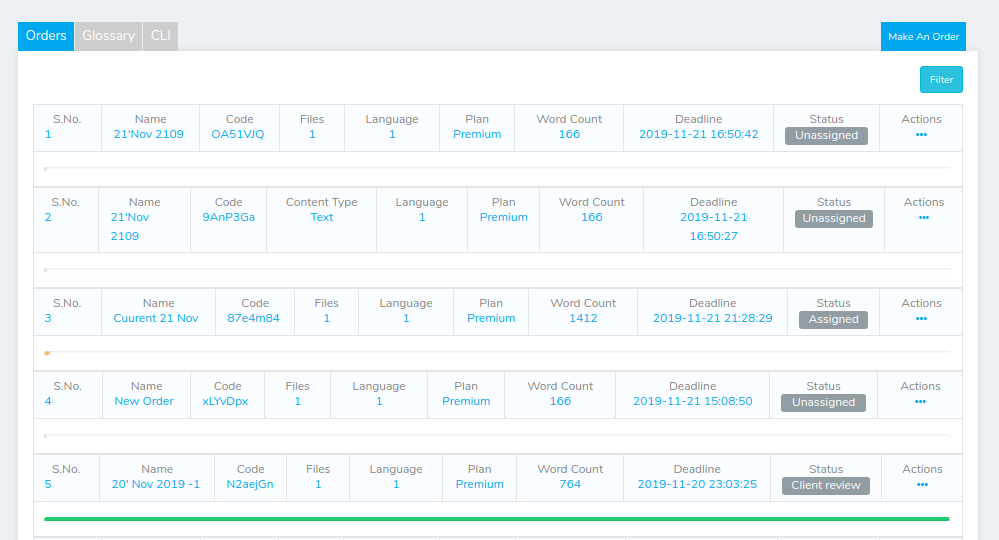 Orders Glossary CLI Make An Order
Filter
S.No. Name Code Files Language Plan Word Count Deadline Status Actions
1 21'Nov 2109 OA51VJQ 1 1 Premium 166 2019-11-21 16:50:42 Unassigned •••
S.No. Name Code Content Type Language Plan Word Count Deadline Status Actions
2 21'Nov 9AnP3Ga Text 1 Premium 166 2019-11-21 Unassigned •••
2109 16:50:27
S.No. Name Code Files Language Plan Word Count Deadline Status Actions
3 Cuurent 21 Nov 87e4m84 1 1 Premium 1412 2019-11-21 21:28:29 Assigned •••
S.No. Name Code Files Language Plan Word Count Deadline Status Actions
4 New Order xLYvDpx 1 1 Premium 166 2019-11-21 15:08:50 Unassigned •••
S.No. Name Code Files Language Plan Word Count Deadline Status Actions
5 20' Nov 2019 -1 N2aejGn 1 1 Premium 764 2019-11-20 23:03:25 Client review •••